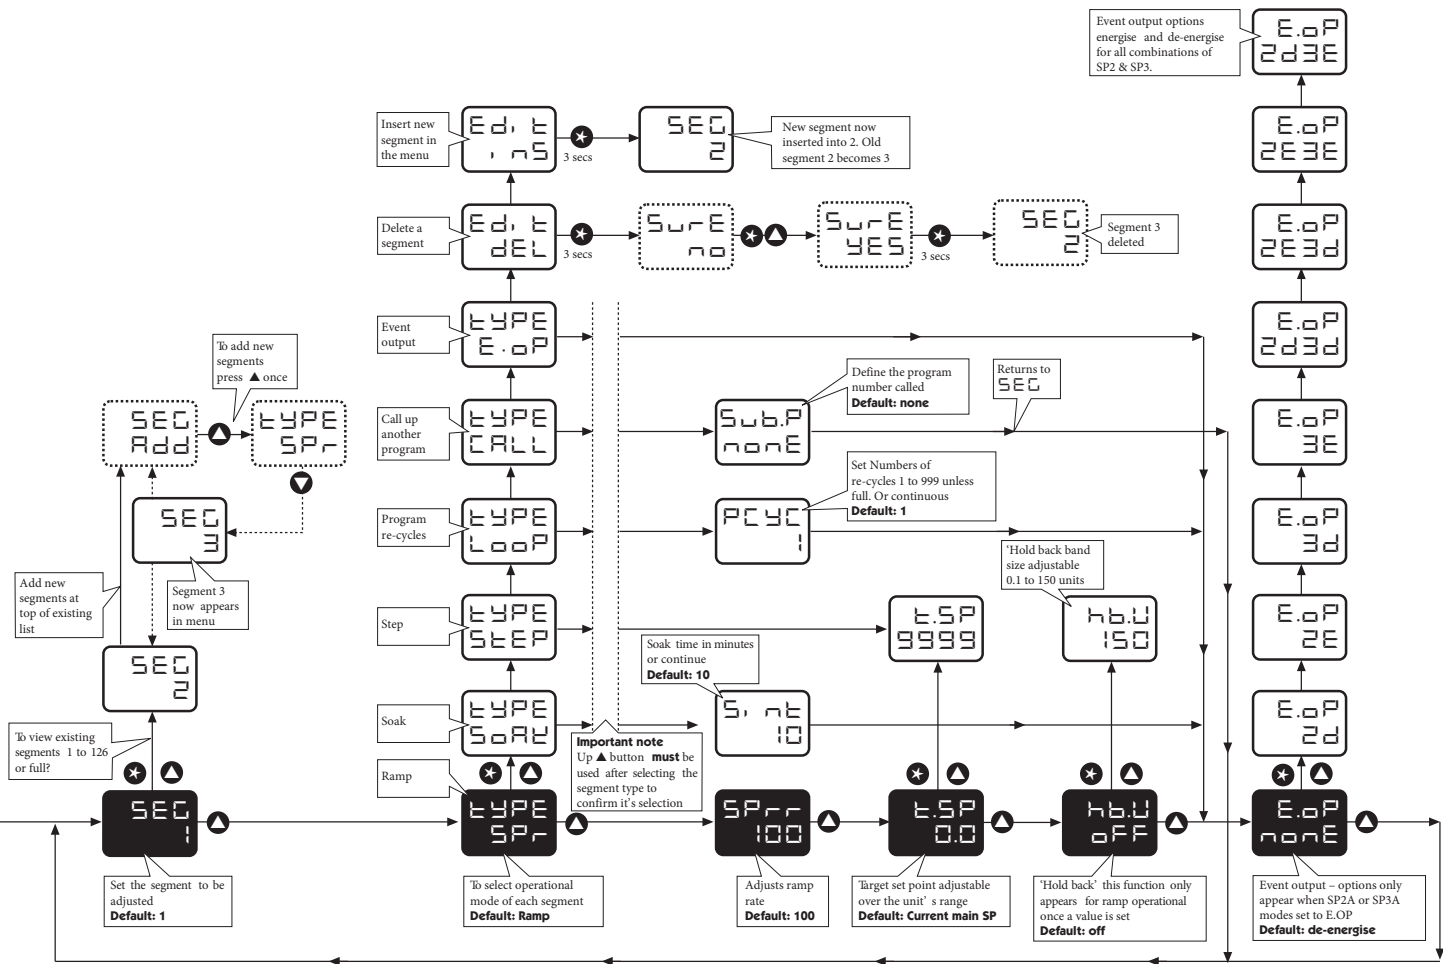 Event output options
energise and de-energise
for all combinations of
SP2 & SP3.
E.oP
2d3E
Insert new
segment in
the menu
Edit
inS
3 secs
SEG
2
New segment now
inserted into 2. Old
segment 2 becomes 3
E.oP
2E3E
Delete a
segment
Edit
dEL
3 secs
SurE
no
SurE
YES
3 secs
SEG
2
Segment 3
deleted
E.oP
2E3d
Event
output
tYPE
E.oP
E.oP
2d3d
To add new
segments
press ▲ once
SEG
Add
tYPE
SPr
Call up
another
program
tYPE
CALL
Sub.P
nonE
Define the program
number called
Default: none
Returns to
SEG
E.oP
3E
SEG
3
Segment 3
now appears
in menu
Add new
segments at
top of existing
list
Program
re-cycles
tYPE
LooP
PCYC
1
Set Numbers of
re-cycles 1 to 999 unless
full. Or continuous
Default: 1
E.oP
3d
'Hold back band
size adjustable
0.1 to 150 units
hb.U
150
Step
tYPE
StEP
t.SP
9999
E.oP
2E
SEG
2
Soak
tYPE
SoAK
Soak time in minutes
or continue
Default: 10
Sint
10
E.oP
2d
To view existing
segments 1 to 126
or full?
Important note
Up ▲ button must be
used after selecting the
segment type to
confirm it's selection
Ramp
SEG
1
tYPE
SPr
SPrr
100
t.SP
0.0
hb.U
oFF
E.oP
nonE
Set the segment to be
adjusted
Default: 1
To select operational
mode of each segment
Default: Ramp
Adjusts ramp
rate
Default: 100
Target set point adjustable
over the unit' s range
Default: Current main SP
'Hold back' this function only
appears for ramp operational
once a value is set
Default: off
Event output – options only
appear when SP2A or SP3A
modes set to E.OP
Default: de-energise